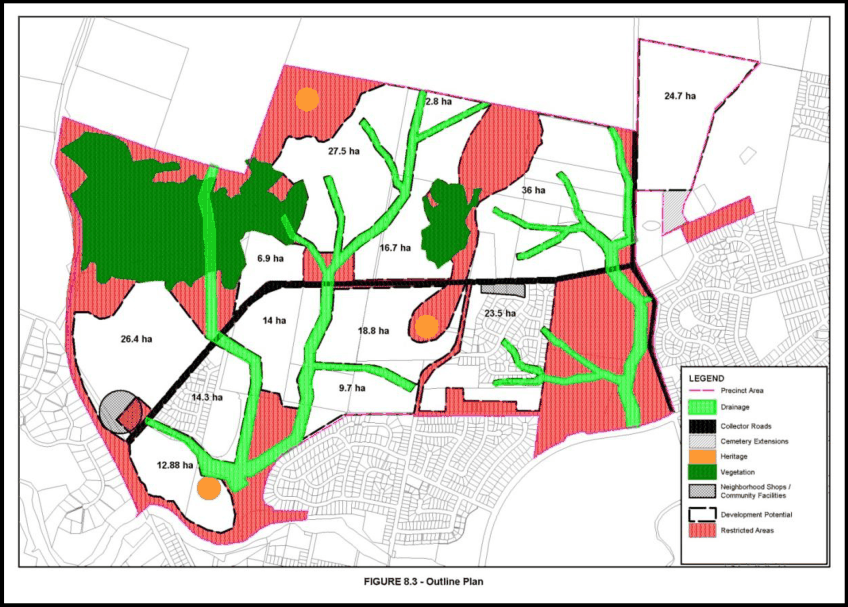 24.7 ha
2.8 ha
27.5 ha
36 ha
16.7 ha
6.9 ha
14 ha
18.8 ha
23.5 ha
26.4 ha
9.7 ha
14.3 ha
12.88 ha
LEGEND
Precinct Area
Drainage
Collector Roads
Cemetery Extensions
Heritage
Vegetation
Neighborhood Shops /
Community Facilities
Development Potential
Restricted Areas
FIGURE 8.3 - Outline Plan